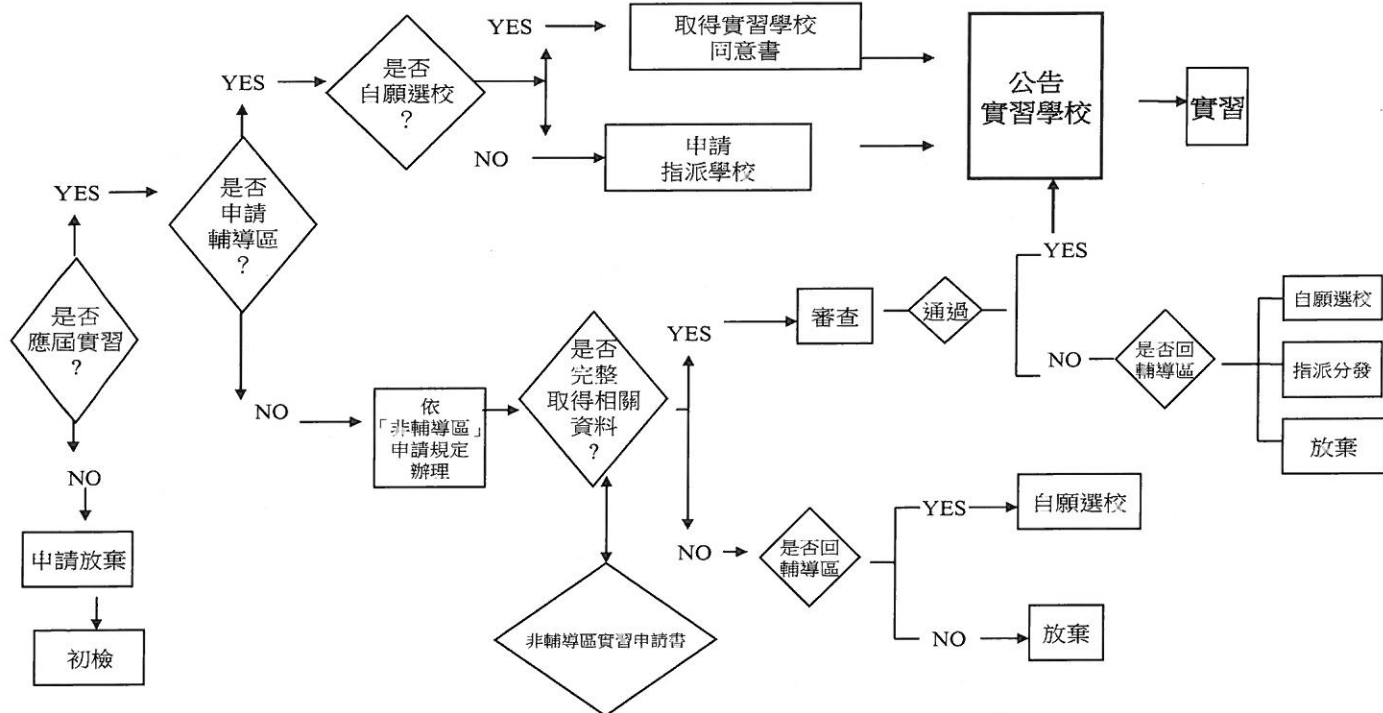 YES
取得實習學校
同意書
YES
是否
自願選校
?
公告
實習學校
實習
NO
申請
指派學校
YES
是否
申請
輔導區
?
YES
是否
應屆實習
?
審查
通過
YES
自願選校
NO
是否回
輔導區
指派分發
放棄
NO
依
「非輔導區」
申請規定
辦理
是否
完整
取得相關
資料
?
YES
NO
申請放棄
初檢
NO
是否回
輔導區
YES
自願選校
NO
放棄
非輔導區實習申請書